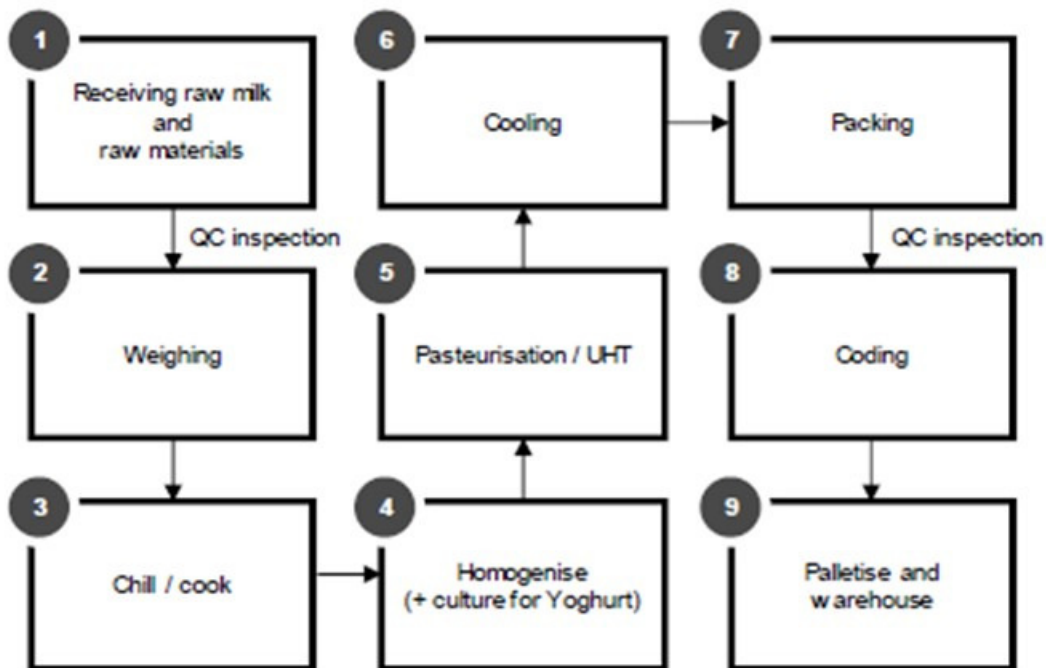 1
Receiving raw milk
and
raw materials
QC inspection
2
Weighing
3
Chill / cook
4
Homogenise
(+ culture for Yoghurt)
5
Pasteurisation / UHT
6
Cooling
7
Packing
QC inspection
8
Coding
9
Palletise and
warehouse